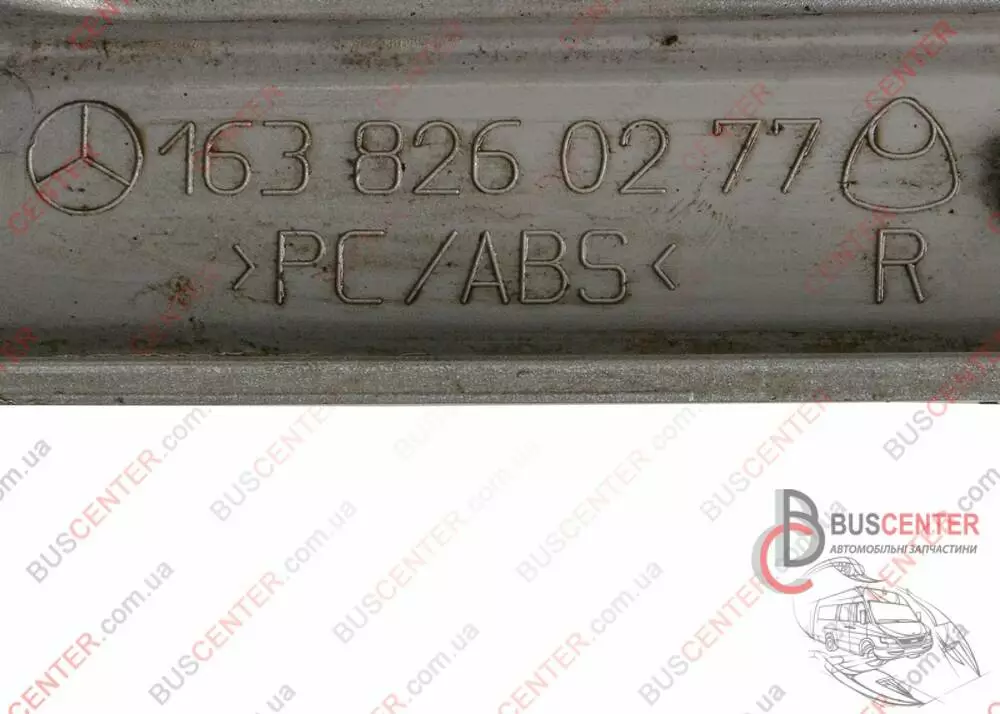 163 826 02 77
>PC/ABS< R
BUSCENTER
АВТОМОБІЛЬНІ ЗАПЧАСТИНИ
BUSCENTER.com.ua